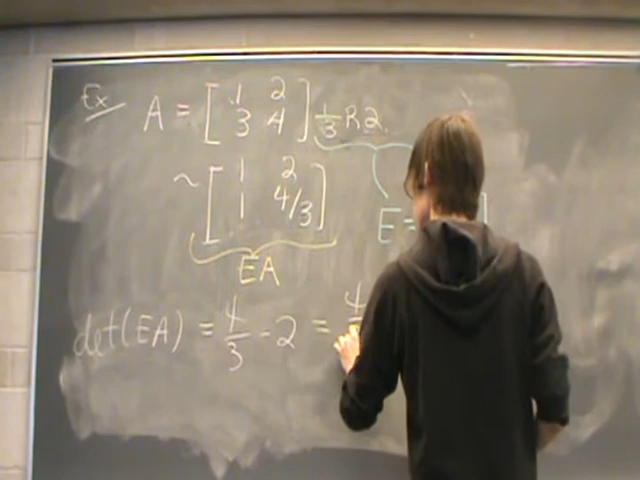 Ex A = [ 1 2 ; 3 4 ] 1/3 R2
~ [ 1 2 ; 1 4/3 ]
E =
EA
det(EA) = 4/3 - 2 = 4